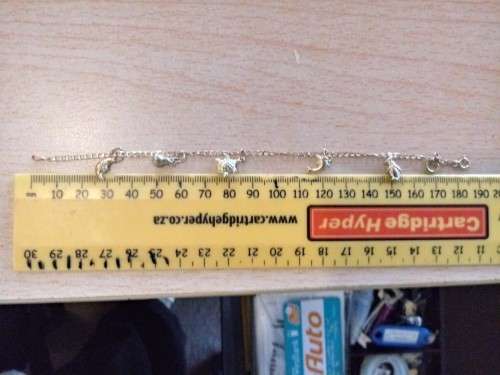 mm 10 20 30 40 50 60 70 80 90 100 110 120 130 140 150 160 170 180 190 20
www.cartridgehyper.co.za Cartridge Hyper
30 29 28 27 26 25 24 23 22 21 20 19 18 17 16 15 14 13 12 11
Auto